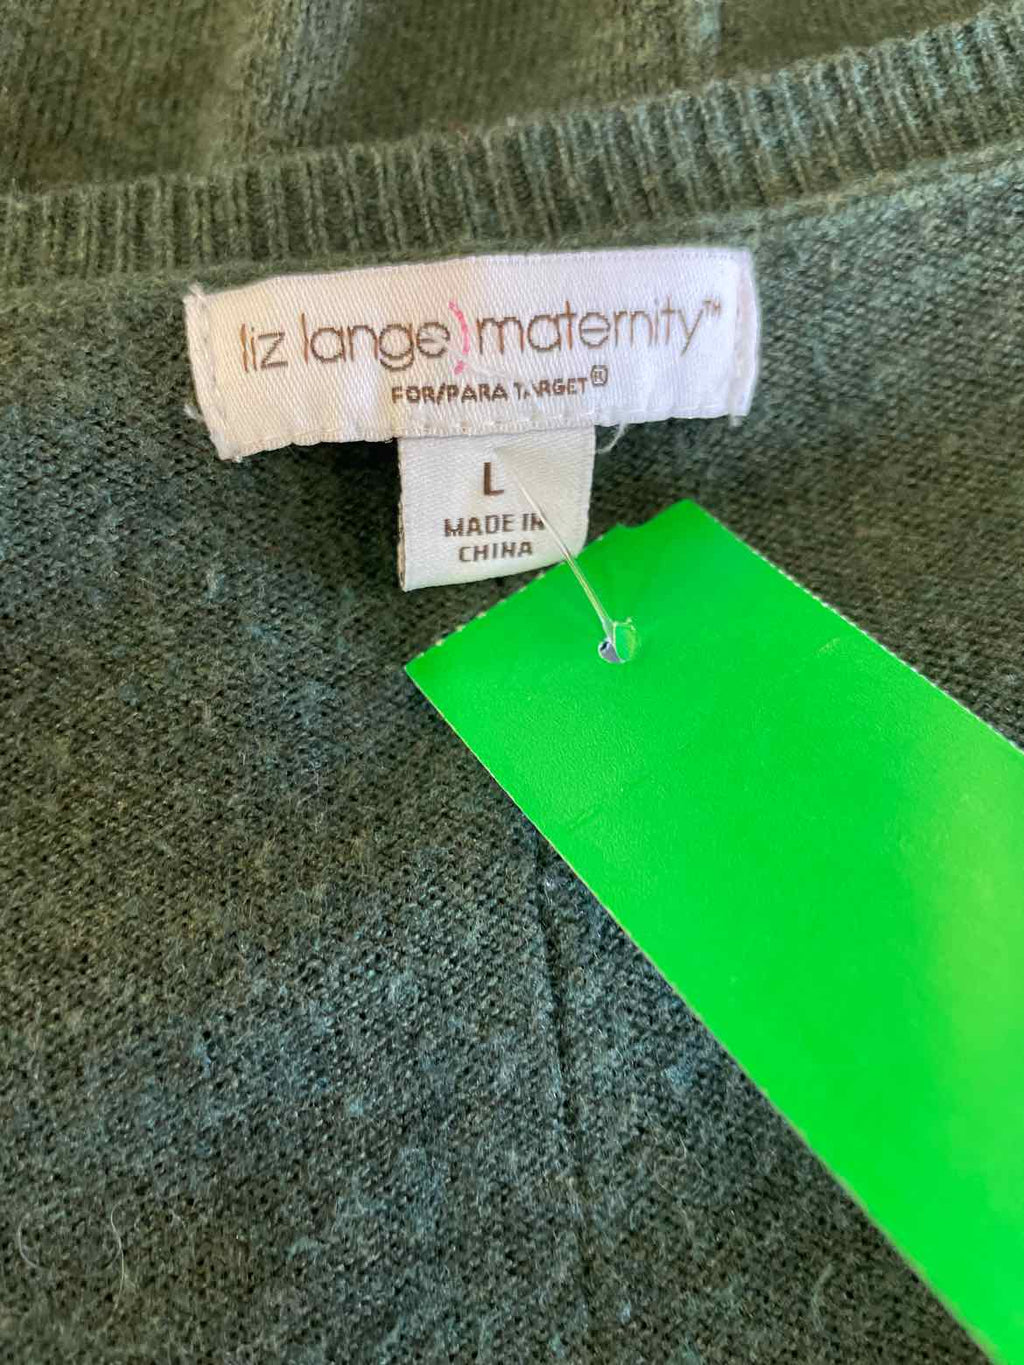 liz lange) maternity™
FOR/PARA TARGET®
L
MADE IN
CHINA